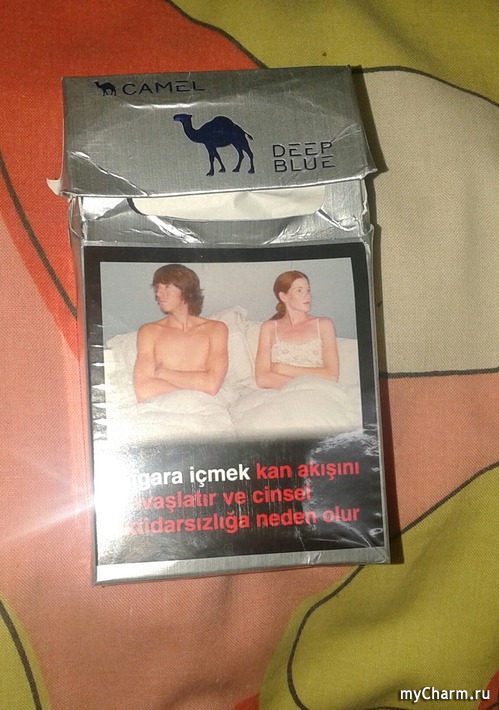 CAMEL
DEEP
BLUE
içmek kan akışını
ve cinsel
neden olur
myCharm.ru